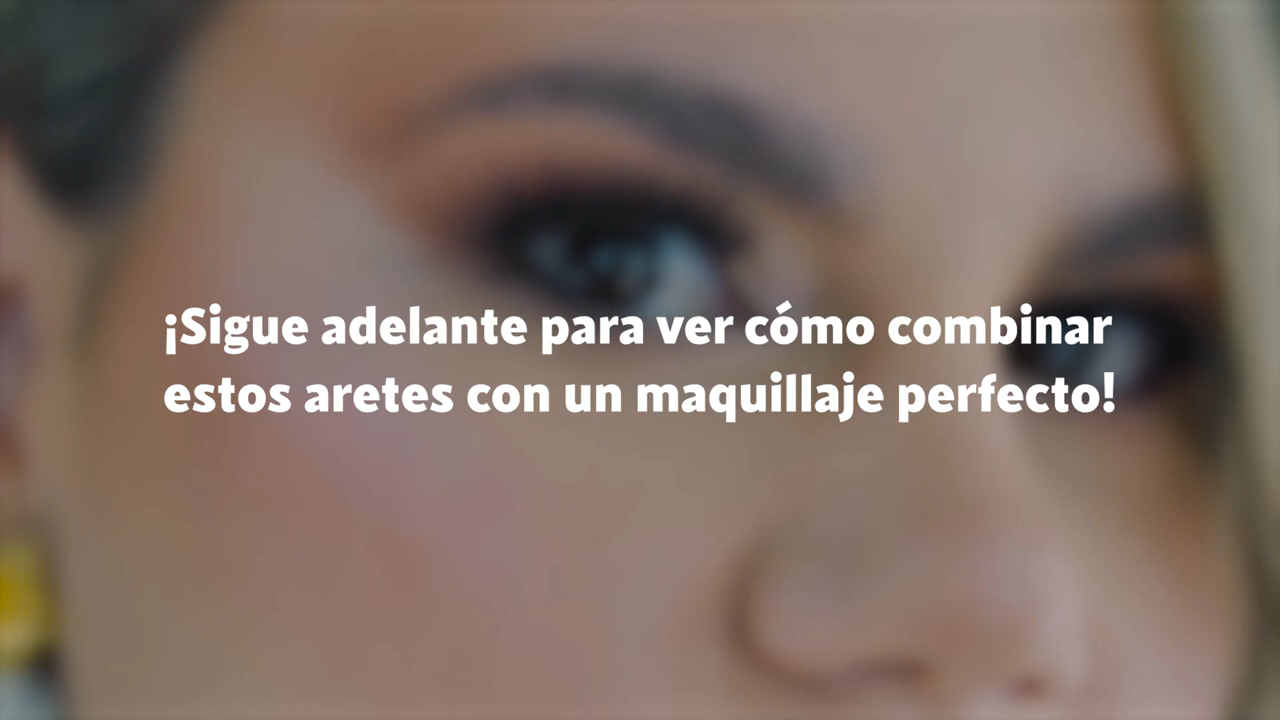 ¡Sigue adelante para ver cómo combinar
estos aretes con un maquillaje perfecto!